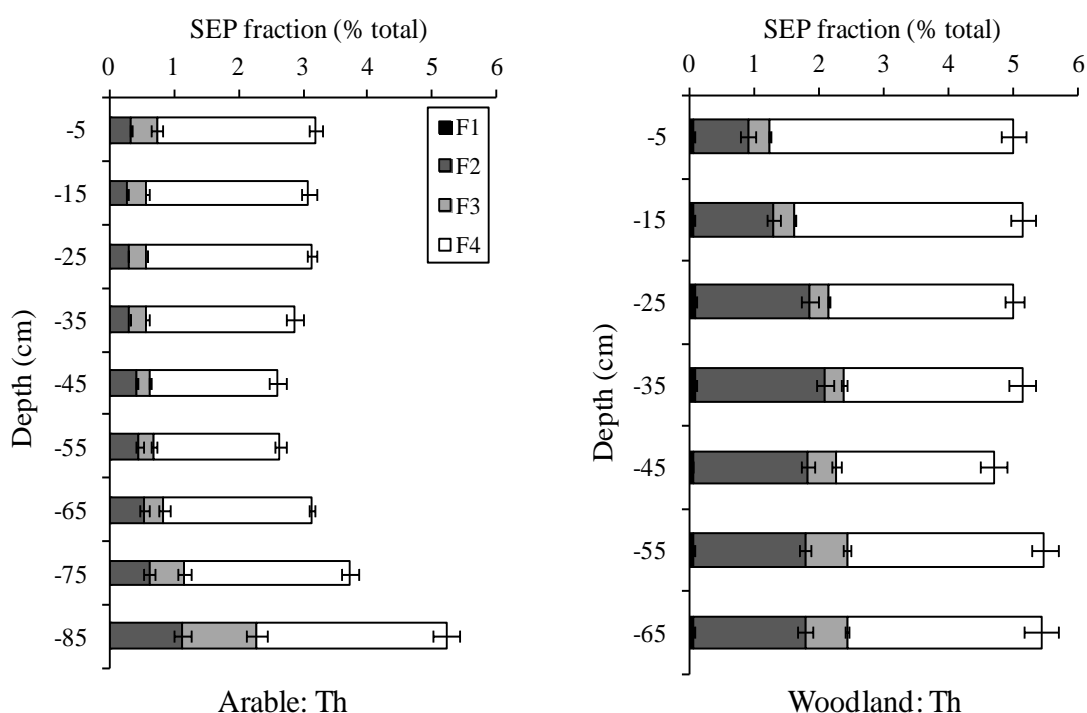 SEP fraction (% total)
0 1 2 3 4 5 6
Depth (cm)
-5
-15
-25
-35
-45
-55
-65
-75
-85
F1
F2
F3
F4
Arable: Th
SEP fraction (% total)
0 1 2 3 4 5 6
Depth (cm)
-5
-15
-25
-35
-45
-55
-65
Woodland: Th